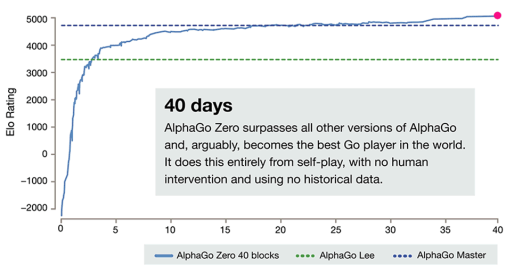 5000
4000
3000
2000
1000
0
−1000
−2000
Elo Rating
40 days
AlphaGo Zero surpasses all other versions of AlphaGo
and, arguably, becomes the best Go player in the world.
It does this entirely from self-play, with no human
intervention and using no historical data.
0 5 10 15 20 25 30 35 40
AlphaGo Zero 40 blocks AlphaGo Lee AlphaGo Master